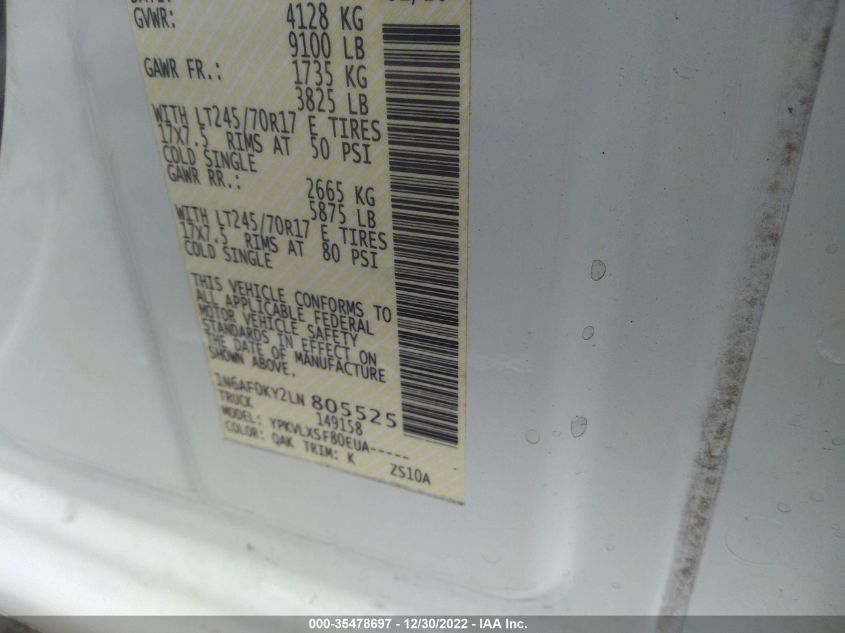 GVWR: 4128 KG
9100 LB
GAWR FR.: 1735 KG
3825 LB
WITH LT245/70R17 E TIRES
17X7.5 RIMS AT 50 PSI
COLD SINGLE
GAWR RR.: 2665 KG
5875 LB
WITH LT245/70R17 E TIRES
17X7.5 RIMS AT 80 PSI
COLD SINGLE
THIS VEHICLE CONFORMS TO
ALL APPLICABLE FEDERAL
MOTOR VEHICLE SAFETY
STANDARDS IN EFFECT ON
THE DATE OF MANUFACTURE
SHOWN ABOVE.
1N6AF0KY2LN 805525
TRUCK 149158
MODEL: YPKVLXSF80EUA-----
COLOR: QAK TRIM: K ZS10A
000-35478697 - 12/30/2022 - IAA Inc.